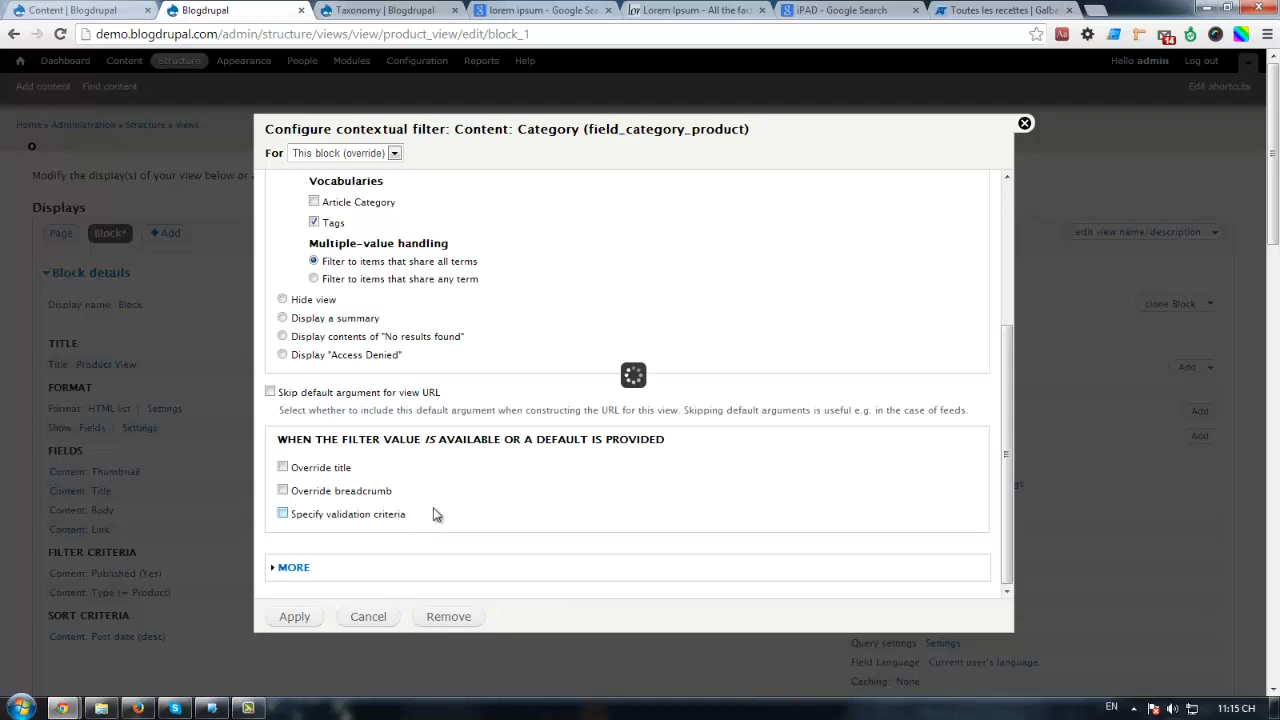 Content | Blogdrupal
Blogdrupal
Taxonomy | Blogdrupal
lorem ipsum - Google Sea
Lorem Ipsum - All the fac
iPAD - Google Search
Toutes les recettes | Galba
demo.blogdrupal.com/admin/structure/views/view/product_view/edit/block_1
14
Dashboard Content Structure Appearance People Modules Configuration Reports Help Hello admin Log out
Add content Find content Edit shortcuts
Home » Administration » Structure » Views
Configure contextual filter: Content: Category (field_category_product)
For This block (override)
Modify the display(s) of your view below or
Displays
Page Block* Add edit view name/description
Block details
Display name: Block clone Block
TITLE
Title: Product View Add
FORMAT
Format: HTML list Settings Add
Show: Fields Settings Add
FIELDS
Content: Thumbnail
Content: Title
Content: Body
Content: Link
FILTER CRITERIA
Content: Published (Yes)
Content: Type (= Product)
SORT CRITERIA
Content: Post date (desc)
Vocabularies
Article Category
Tags
Multiple-value handling
Filter to items that share all terms
Filter to items that share any term
Hide view
Display a summary
Display contents of "No results found"
Display "Access Denied"
Skip default argument for view URL
Select whether to include this default argument when constructing the URL for this view. Skipping default arguments is useful e.g. in the case of feeds.
WHEN THE FILTER VALUE IS AVAILABLE OR A DEFAULT IS PROVIDED
Override title
Override breadcrumb
Specify validation criteria
MORE
Apply Cancel Remove
Query settings Settings
Field Language: Current user's language
Caching: None
EN 11:15 CH